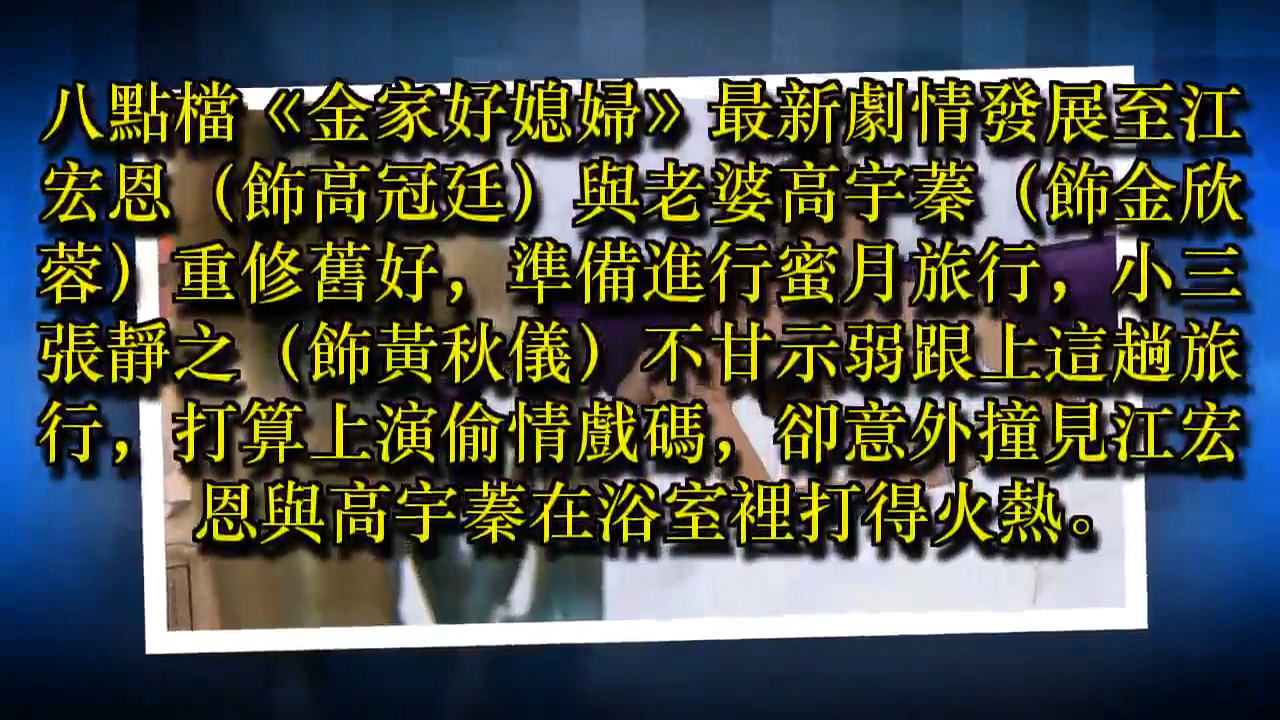 八點檔《金家好媳婦》最新劇情發展至江
宏恩（飾高冠廷）與老婆高宇蓁（飾金欣
蓉）重修舊好，準備進行蜜月旅行，小三
張靜之（飾黃秋儀）不甘示弱跟上這趟旅
行，打算上演偷情戲碼，卻意外撞見江宏
恩與高宇蓁在浴室裡打得火熱。